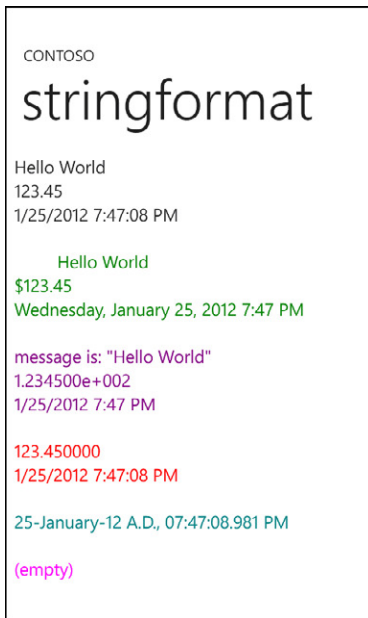 CONTOSO
stringformat
Hello World
123.45
1/25/2012 7:47:08 PM
Hello World
$123.45
Wednesday, January 25, 2012 7:47 PM
message is: "Hello World"
1.234500e+002
1/25/2012 7:47 PM
123.450000
1/25/2012 7:47:08 PM
25-January-12 A.D., 07:47:08.981 PM
(empty)